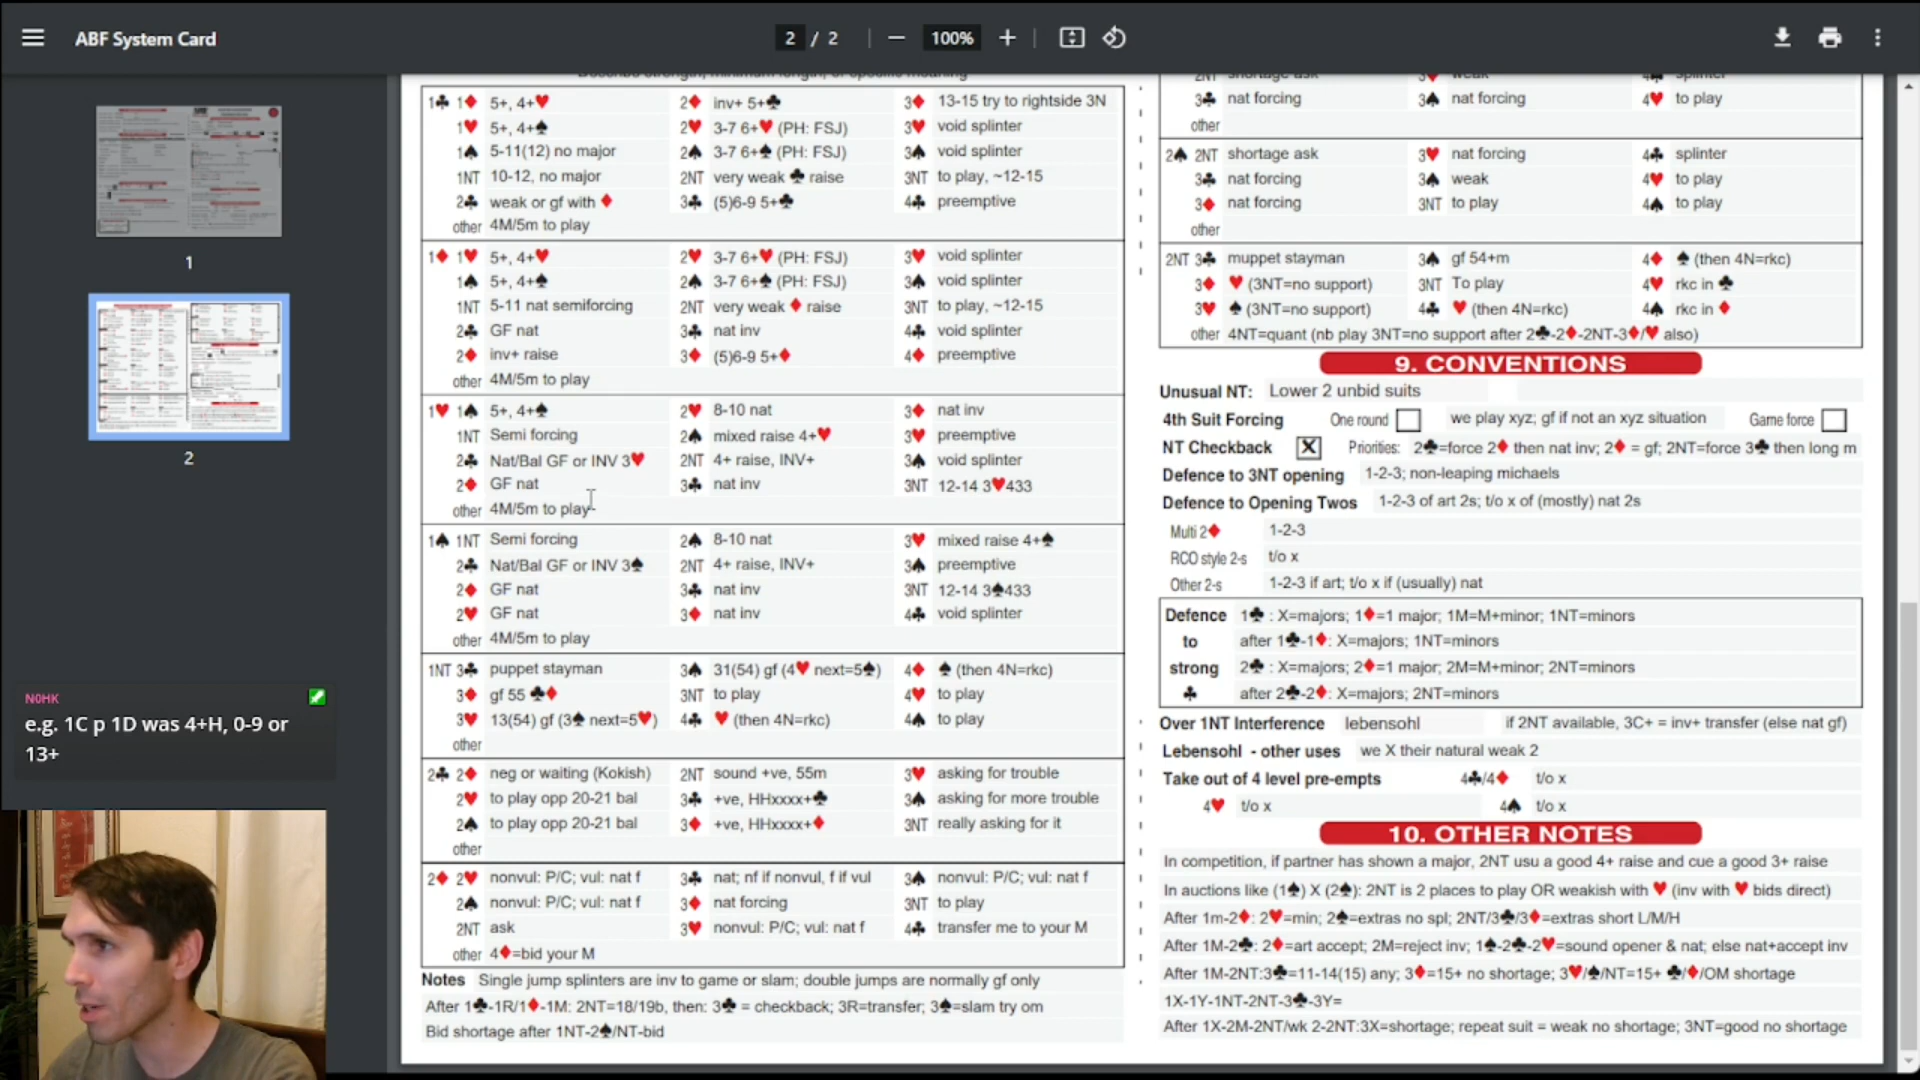 ABF System Card
2 / 2
100%
1
2
N0HK
e.g. 1C p 1D was 4+H, 0-9 or
13+
Describe strength, minimum length, or specific meaning
1♣ 1♦ 5+, 4+♥ 2♦ inv+ 5+♣ 3♦ 13-15 try to rightside 3N
1♥ 5+, 4+♠ 2♥ 3-7 6+♥ (PH: FSJ) 3♥ void splinter
1♠ 5-11(12) no major 2♠ 3-7 6+♠ (PH: FSJ) 3♠ void splinter
1NT 10-12, no major 2NT very weak ♣ raise 3NT to play, ~12-15
2♣ weak or gf with ♦ 3♣ (5)6-9 5+♣ 4♣ preemptive
other 4M/5m to play
1♦ 1♥ 5+, 4+♥ 2♥ 3-7 6+♥ (PH: FSJ) 3♥ void splinter
1♠ 5+, 4+♠ 2♠ 3-7 6+♠ (PH: FSJ) 3♠ void splinter
1NT 5-11 nat semiforcing 2NT very weak ♦ raise 3NT to play, ~12-15
2♣ GF nat 3♣ nat inv 4♣ void splinter
2♦ inv+ raise 3♦ (5)6-9 5+♦ 4♦ preemptive
other 4M/5m to play
1♥ 1♠ 5+, 4+♠ 2♥ 8-10 nat 3♦ nat inv
1NT Semi forcing 2♠ mixed raise 4+♥ 3♥ preemptive
2♣ Nat/Bal GF or INV 3♥ 2NT 4+ raise, INV+ 3♠ void splinter
2♦ GF nat 3♣ nat inv 3NT 12-14 3♥433
other 4M/5m to play
1♠ 1NT Semi forcing 2♠ 8-10 nat 3♥ mixed raise 4+♠
2♣ Nat/Bal GF or INV 3♠ 2NT 4+ raise, INV+ 3♠ preemptive
2♦ GF nat 3♣ nat inv 3NT 12-14 3♠433
2♥ GF nat 3♦ nat inv 4♣ void splinter
other 4M/5m to play
1NT 3♣ puppet stayman 3♠ 31(54) gf (4♥ next=5♠) 4♦ ♠ (then 4N=rkc)
3♦ gf 55 ♣♦ 3NT to play 4♥ to play
3♥ 13(54) gf (3♠ next=5♥) 4♣ ♥ (then 4N=rkc) 4♠ to play
other
2♣ 2♦ neg or waiting (Kokish) 2NT sound +ve, 55m 3♥ asking for trouble
2♥ to play opp 20-21 bal 3♣ +ve, HHxxxx+♣ 3♠ asking for more trouble
2♠ to play opp 20-21 bal 3♦ +ve, HHxxxx+♦ 3NT really asking for it
other
2♦ 2♥ nonvul: P/C; vul: nat f 3♣ nat; nf if nonvul, f if vul 3♠ nonvul: P/C; vul: nat f
2♠ nonvul: P/C; vul: nat f 3♦ nat forcing 3NT to play
2NT ask 3♥ nonvul: P/C; vul: nat f 4♣ transfer me to your M
other 4♦=bid your M
Notes Single jump splinters are inv to game or slam; double jumps are normally gf only
After 1♣-1R/1♦-1M: 2NT=18/19b, then: 3♣ = checkback; 3R=transfer; 3♠=slam try om
Bid shortage after 1NT-2♠/NT-bid
2NT shortage ask 3♥ weak 4♣ splinter
3♣ nat forcing 3♠ nat forcing 4♥ to play
other
2♠ 2NT shortage ask 3♥ nat forcing 4♣ splinter
3♣ nat forcing 3♠ weak 4♥ to play
3♦ nat forcing 3NT to play 4♠ to play
other
2NT 3♣ muppet stayman 3♠ gf 54+m 4♦ ♠ (then 4N=rkc)
3♦ ♥ (3NT=no support) 3NT To play 4♥ rkc in ♣
3♥ ♠ (3NT=no support) 4♣ ♥ (then 4N=rkc) 4♠ rkc in ♦
other 4NT=quant (nb play 3NT=no support after 2♣-2♦-2NT-3♦/♥ also)
9. CONVENTIONS
Unusual NT: Lower 2 unbid suits
4th Suit Forcing One round we play xyz; gf if not an xyz situation Game force
NT Checkback X Priorities: 2♣=force 2♦ then nat inv; 2♦ = gf; 2NT=force 3♣ then long m
Defence to 3NT opening 1-2-3; non-leaping michaels
Defence to Opening Twos 1-2-3 of art 2s; t/o x of (mostly) nat 2s
Multi 2♦ 1-2-3
RCO style 2-s t/o x
Other 2-s 1-2-3 if art; t/o x if (usually) nat
Defence 1♣ : X=majors; 1♦=1 major; 1M=M+minor; 1NT=minors
to after 1♣-1♦: X=majors; 1NT=minors
strong 2♣ : X=majors; 2♦=1 major; 2M=M+minor; 2NT=minors
♣ after 2♣-2♦: X=majors; 2NT=minors
Over 1NT Interference lebensohl if 2NT available, 3C+ = inv+ transfer (else nat gf)
Lebensohl - other uses we X their natural weak 2
Take out of 4 level pre-empts 4♣/4♦ t/o x
4♥ t/o x 4♠ t/o x
10. OTHER NOTES
In competition, if partner has shown a major, 2NT usu a good 4+ raise and cue a good 3+ raise
In auctions like (1♠) X (2♠): 2NT is 2 places to play OR weakish with ♥ (inv with ♥ bids direct)
After 1m-2♦: 2♥=min; 2♠=extras no spl; 2NT/3♣/3♦=extras short L/M/H
After 1M-2♣: 2♦=art accept; 2M=reject inv; 1♠-2♣-2♥=sound opener & nat; else nat+accept inv
After 1M-2NT:3♣=11-14(15) any; 3♦=15+ no shortage; 3♥/♠/NT=15+ ♣/♦/OM shortage
1X-1Y-1NT-2NT-3♣-3Y=
After 1X-2M-2NT/wk 2-2NT:3X=shortage; repeat suit = weak no shortage; 3NT=good no shortage